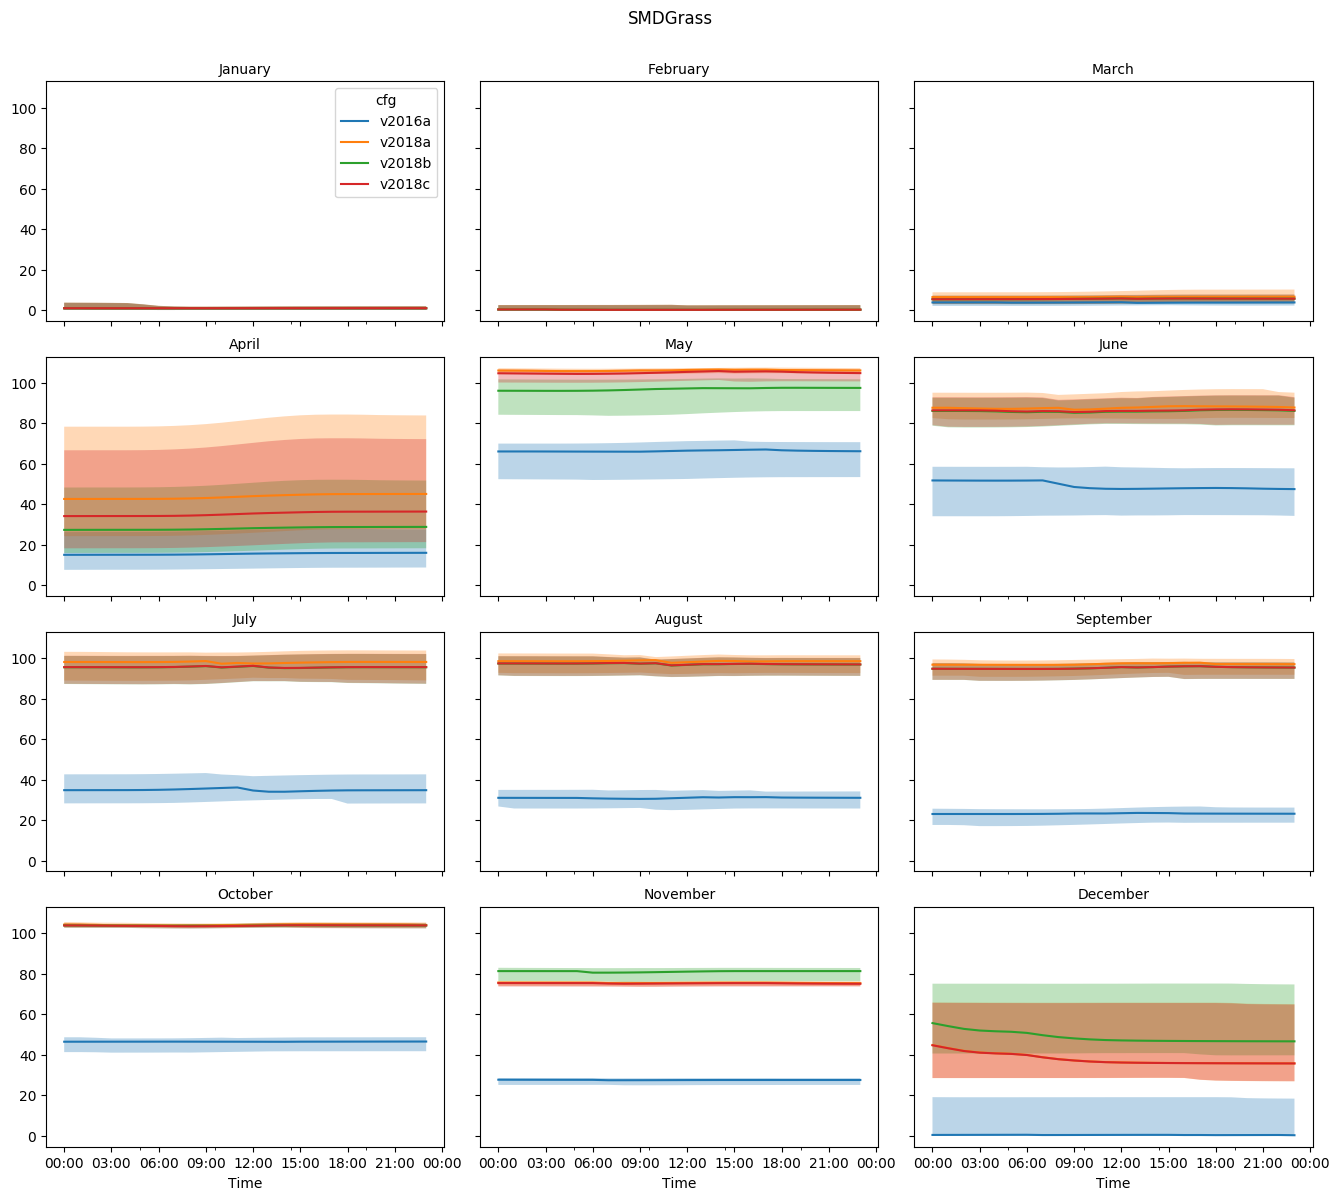 SMDGrass
January February March
cfg
v2016a
v2018a
v2018b
v2018c
100
80
60
40
20
0
April May June
100
80
60
40
20
0
July August September
100
80
60
40
20
0
October November December
100
80
60
40
20
0
00:00 03:00 06:00 09:00 12:00 15:00 18:00 21:00 00:00 00:00 03:00 06:00 09:00 12:00 15:00 18:00 21:00 00:00 00:00 03:00 06:00 09:00 12:00 15:00 18:00 21:00 00:00
Time Time Time